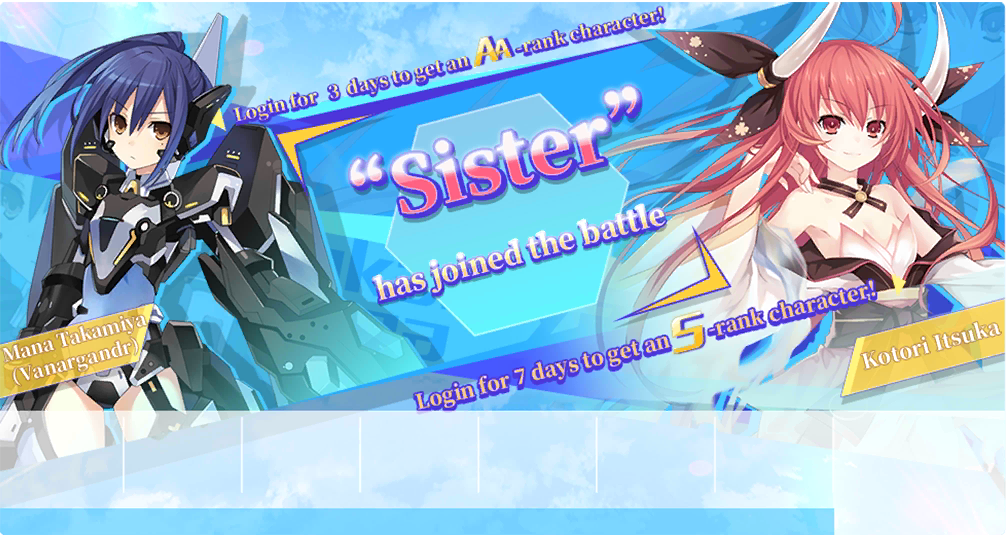 Login for 3 days to get an AA-rank character!
“Sister”
has joined the battle
Mana Takamiya
(Vanargandr)
Login for 7 days to get an S-rank character!
Kotori Itsuka